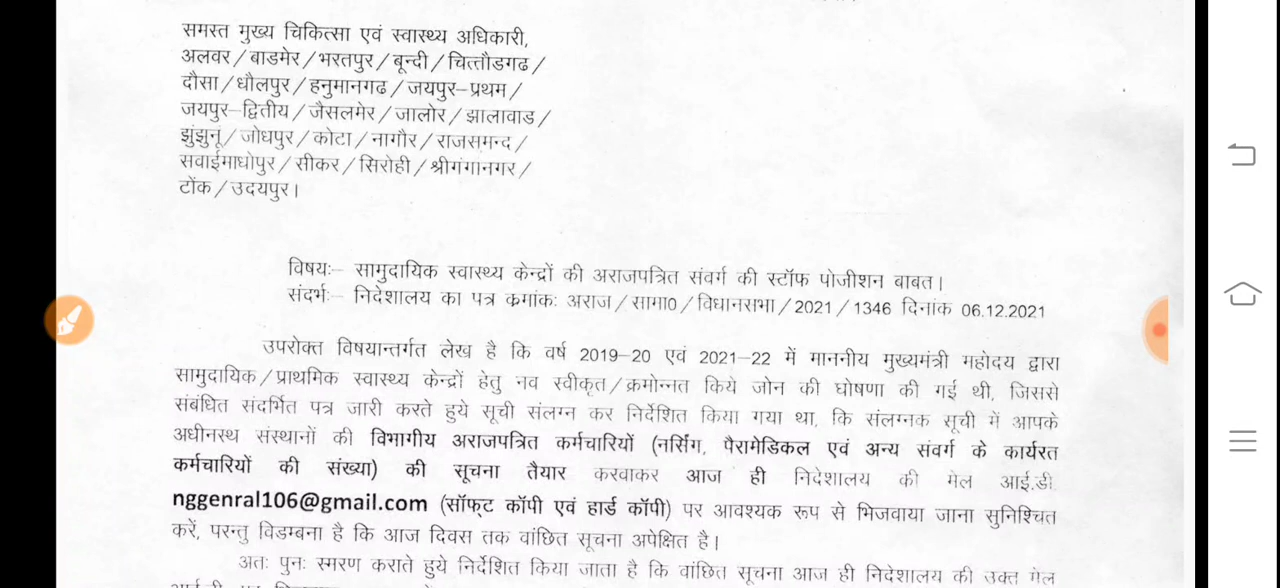 समस्त मुख्य चिकित्सा एवं स्वास्थ्य अधिकारी,
अलवर/बाडमेर/भरतपुर/बून्दी/चित्तौडगढ/
दौसा/धौलपुर/हनुमानगढ/जयपुर-प्रथम/
जयपुर-द्वितीय/जैसलमेर/जालोर/झालावाड/
झुंझुनू/जोधपुर/कोटा/नागौर/राजसमन्द/
सवाईमाधोपुर/सीकर/सिरोही/श्रीगंगानगर/
टोंक/उदयपुर।
विषयः- सामुदायिक स्वास्थ्य केन्द्रों की अराजपत्रित संवर्ग की स्टॉफ पोजीशन बाबत।
संदर्भः- निदेशालय का पत्र क्रमांकः अराज/सामा0/विधानसभा/2021/1346 दिनांक 06.12.2021
उपरोक्त विषयान्तर्गत लेख है कि वर्ष 2019-20 एवं 2021-22 में माननीय मुख्यमंत्री महोदय द्वारा
सामुदायिक/प्राथमिक स्वास्थ्य केन्द्रों हेतु नव स्वीकृत/क्रमोन्नत किये जोन की घोषणा की गई थी, जिससे
संबंधित संदर्भित पत्र जारी करते हुये सूची संलग्न कर निर्देशित किया गया था, कि संलग्नक सूची में आपके
अधीनस्थ संस्थानों की विभागीय अराजपत्रित कर्मचारियों (नर्सिंग, पैरामेडिकल एवं अन्य संवर्ग के कार्यरत
कर्मचारियों की संख्या) की सूचना तैयार करवाकर आज ही निदेशालय की मेल आई.डी.
nggenral106@gmail.com (सॉफ्ट कॉपी एवं हार्ड कॉपी) पर आवश्यक रूप से भिजवाया जाना सुनिश्चित
करें, परन्तु विडम्बना है कि आज दिवस तक वांछित सूचना अपेक्षित है।
अतः पुनः स्मरण कराते हुये निर्देशित किया जाता है कि वांछित सूचना आज ही निदेशालय की उक्त मेल